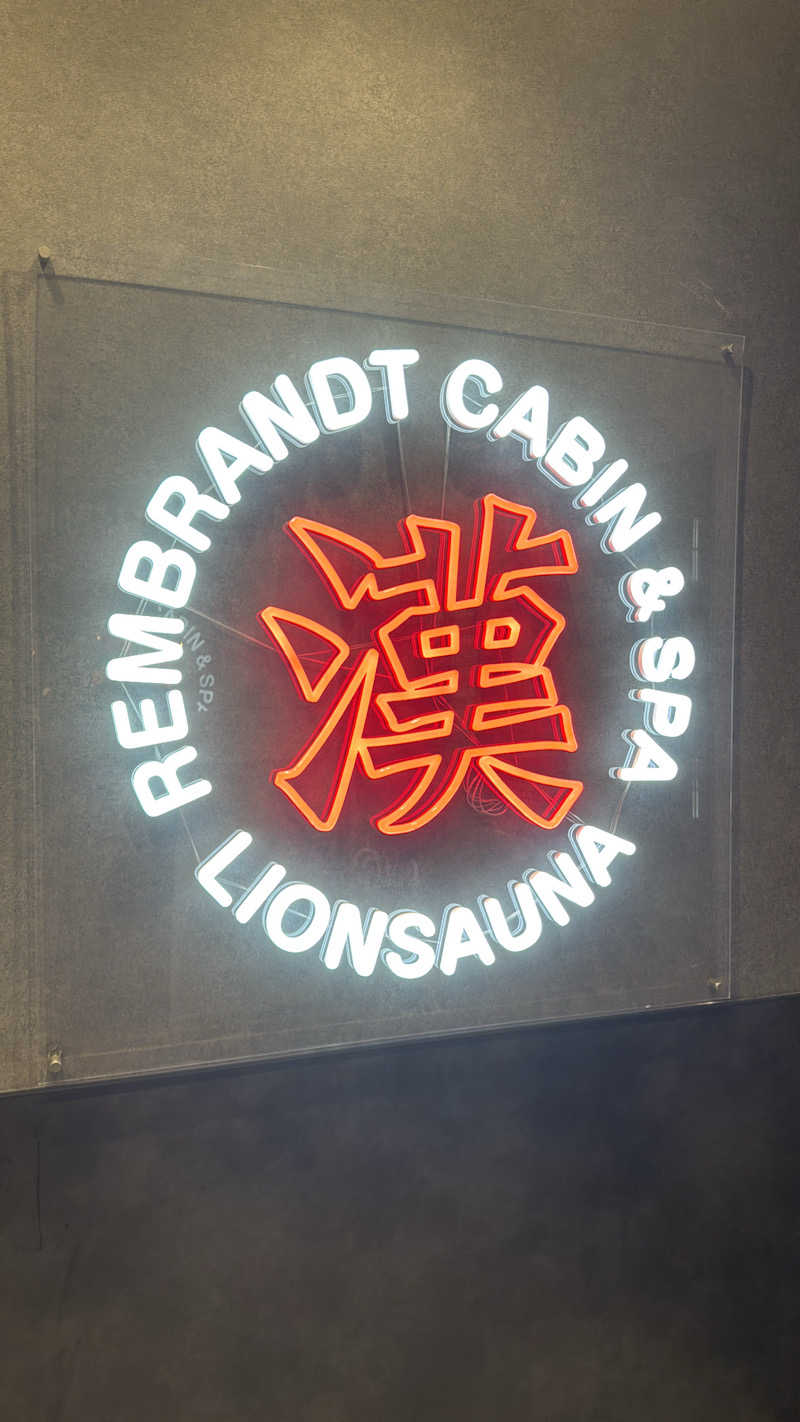 REMBRANDT CABIN & SPA
漢
LIONSAUNA